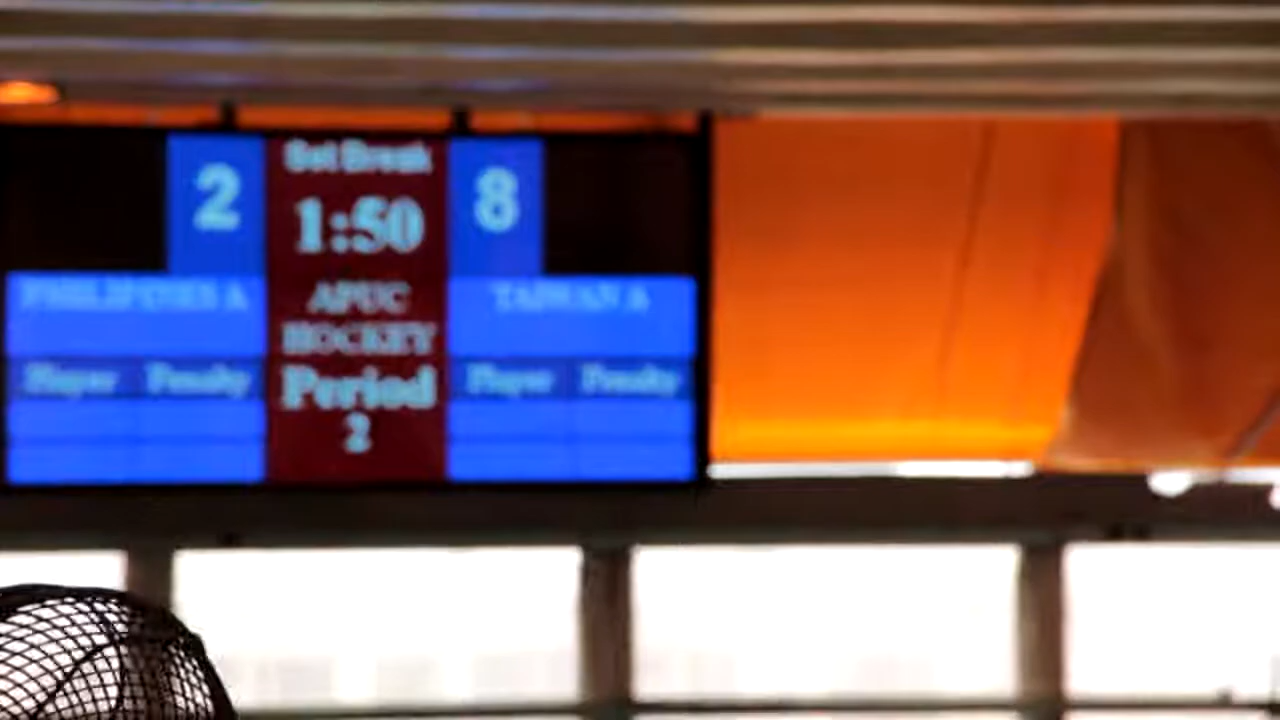 2
Set Break
1:50
8
PHILIPPINES A
APUC
HOCKEY
TAIWAN A
Player Penalty
Period
2
Player Penalty